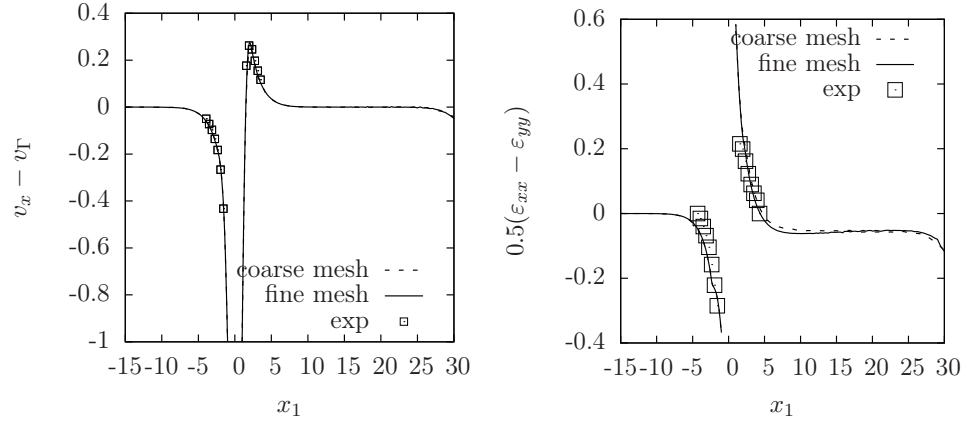 0.4
0.2
0
-0.2
-0.4
-0.6
-0.8
-1
v_x − v_Γ
coarse mesh
fine mesh
exp
-15 -10 -5 0 5 10 15 20 25 30
x_1
0.6
0.4
0.2
0
-0.2
-0.4
0.5(ε_xx − ε_yy)
coarse mesh
fine mesh
exp
-15 -10 -5 0 5 10 15 20 25 30
x_1